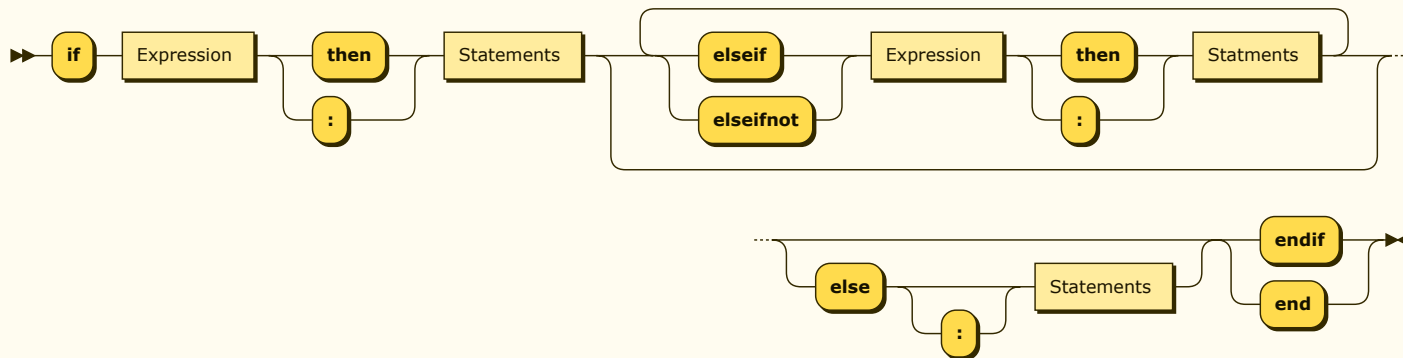 if Expression then Statements elseif Expression then Statments
: elseifnot :
endif
else Statements end
: